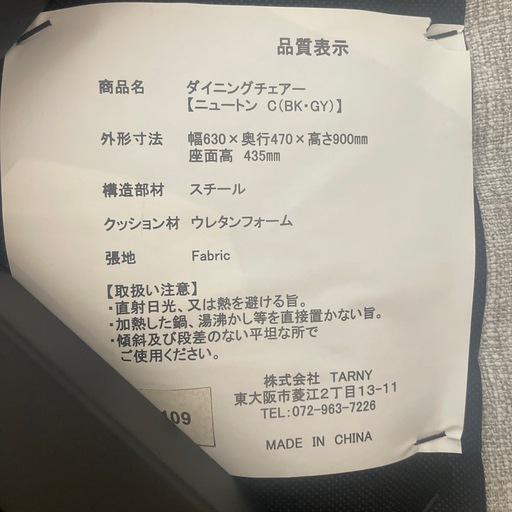 品質表示
商品名 ダイニングチェアー
【ニュートン C(BK・GY)】
外形寸法 幅630×奥行470×高さ900㎜
座面高 435㎜
構造部材 スチール
クッション材 ウレタンフォーム
張地 Fabric
【取扱い注意】
・直射日光、又は熱を避ける旨。
・加熱した鍋、湯沸かし等を直接置かない旨。
・傾斜及び段差のない平坦な所で
ご使用ください。
株式会社 TARNY
東大阪市菱江2丁目13-11
TEL:072-963-7226
109
MADE IN CHINA